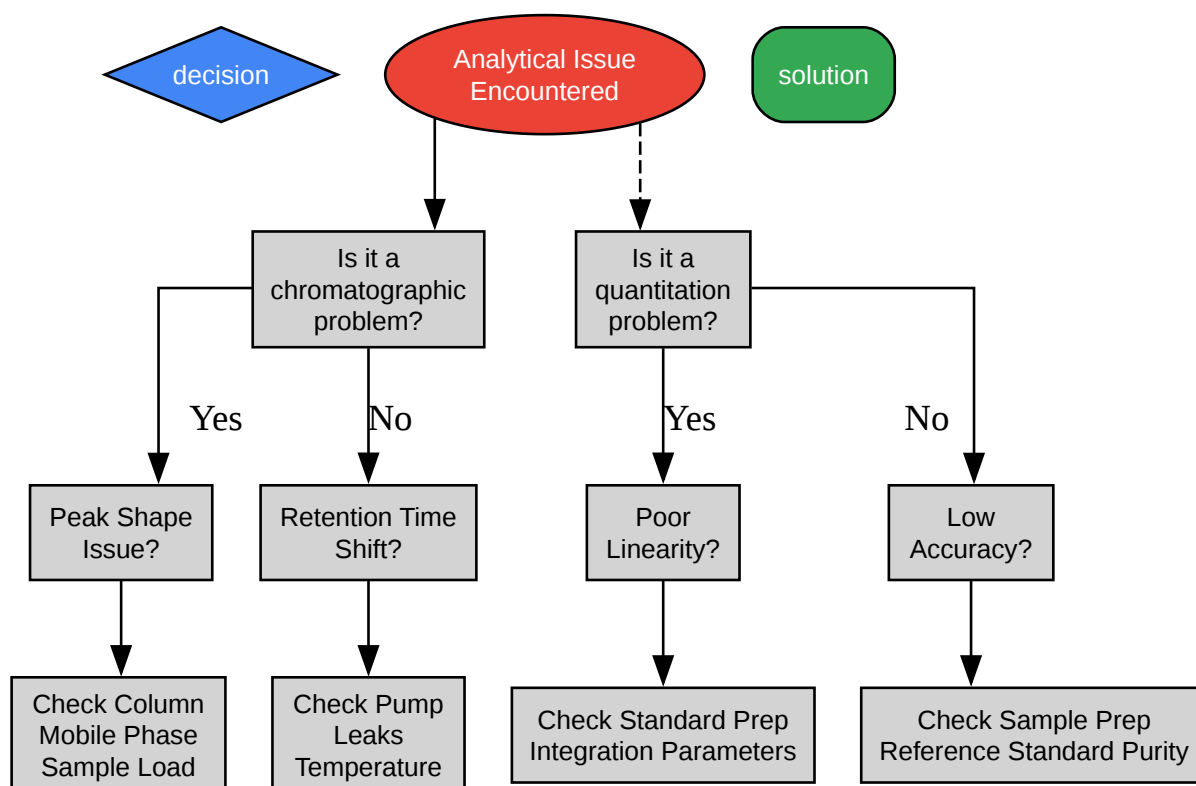 decision
Analytical Issue
Encountered
solution
Is it a
chromatographic
problem?
Is it a
quantitation
problem?
Yes
No
Yes
No
Peak Shape
Issue?
Retention Time
Shift?
Poor
Linearity?
Low
Accuracy?
Check Column
Mobile Phase
Sample Load
Check Pump
Leaks
Temperature
Check Standard Prep
Integration Parameters
Check Sample Prep
Reference Standard Purity